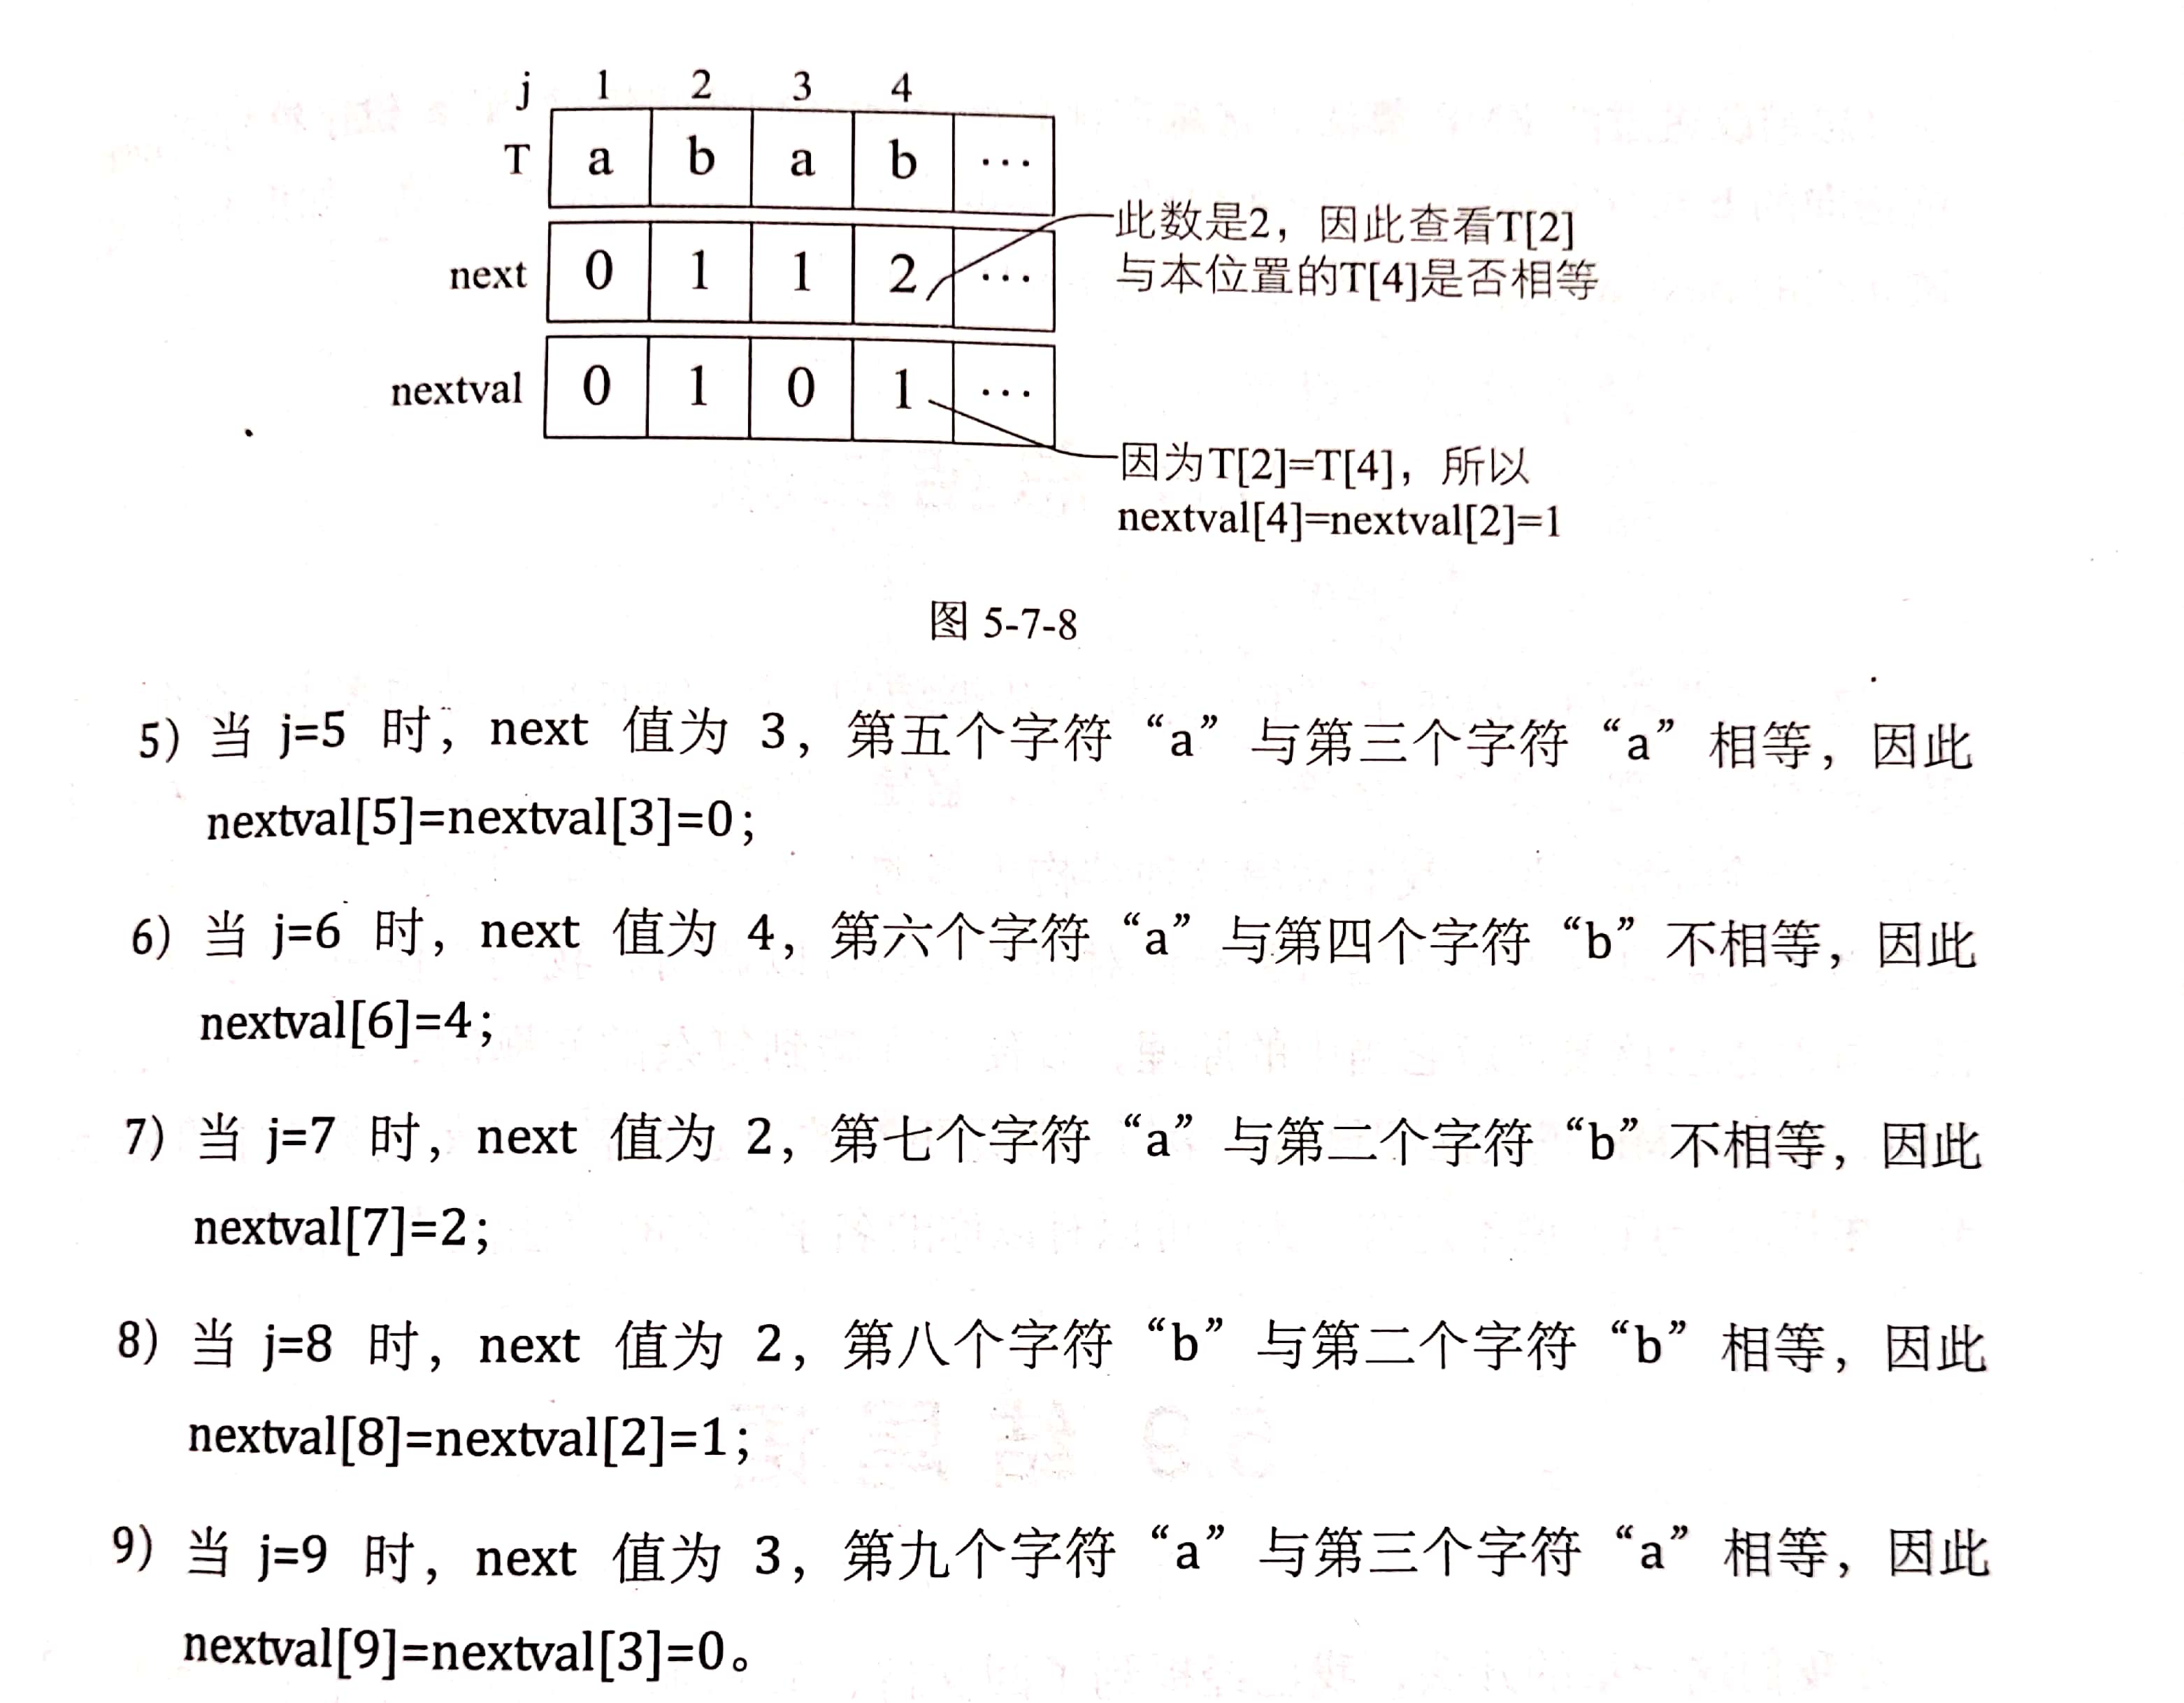 j 1 2 3 4
T a b a b …
此数是2，因此查看T[2]
next 0 1 1 2 …
与本位置的T[4]是否相等
nextval 0 1 0 1 …
因为T[2]=T[4]，所以
nextval[4]=nextval[2]=1
图 5-7-8
5) 当 j=5 时，next 值为 3，第五个字符“a”与第三个字符“a”相等，因此
nextval[5]=nextval[3]=0；
6) 当 j=6 时，next 值为 4，第六个字符“a”与第四个字符“b”不相等，因此
nextval[6]=4；
7) 当 j=7 时，next 值为 2，第七个字符“a”与第二个字符“b”不相等，因此
nextval[7]=2；
8) 当 j=8 时，next 值为 2，第八个字符“b”与第二个字符“b”相等，因此
nextval[8]=nextval[2]=1；
9) 当 j=9 时，next 值为 3，第九个字符“a”与第三个字符“a”相等，因此
nextval[9]=nextval[3]=0。